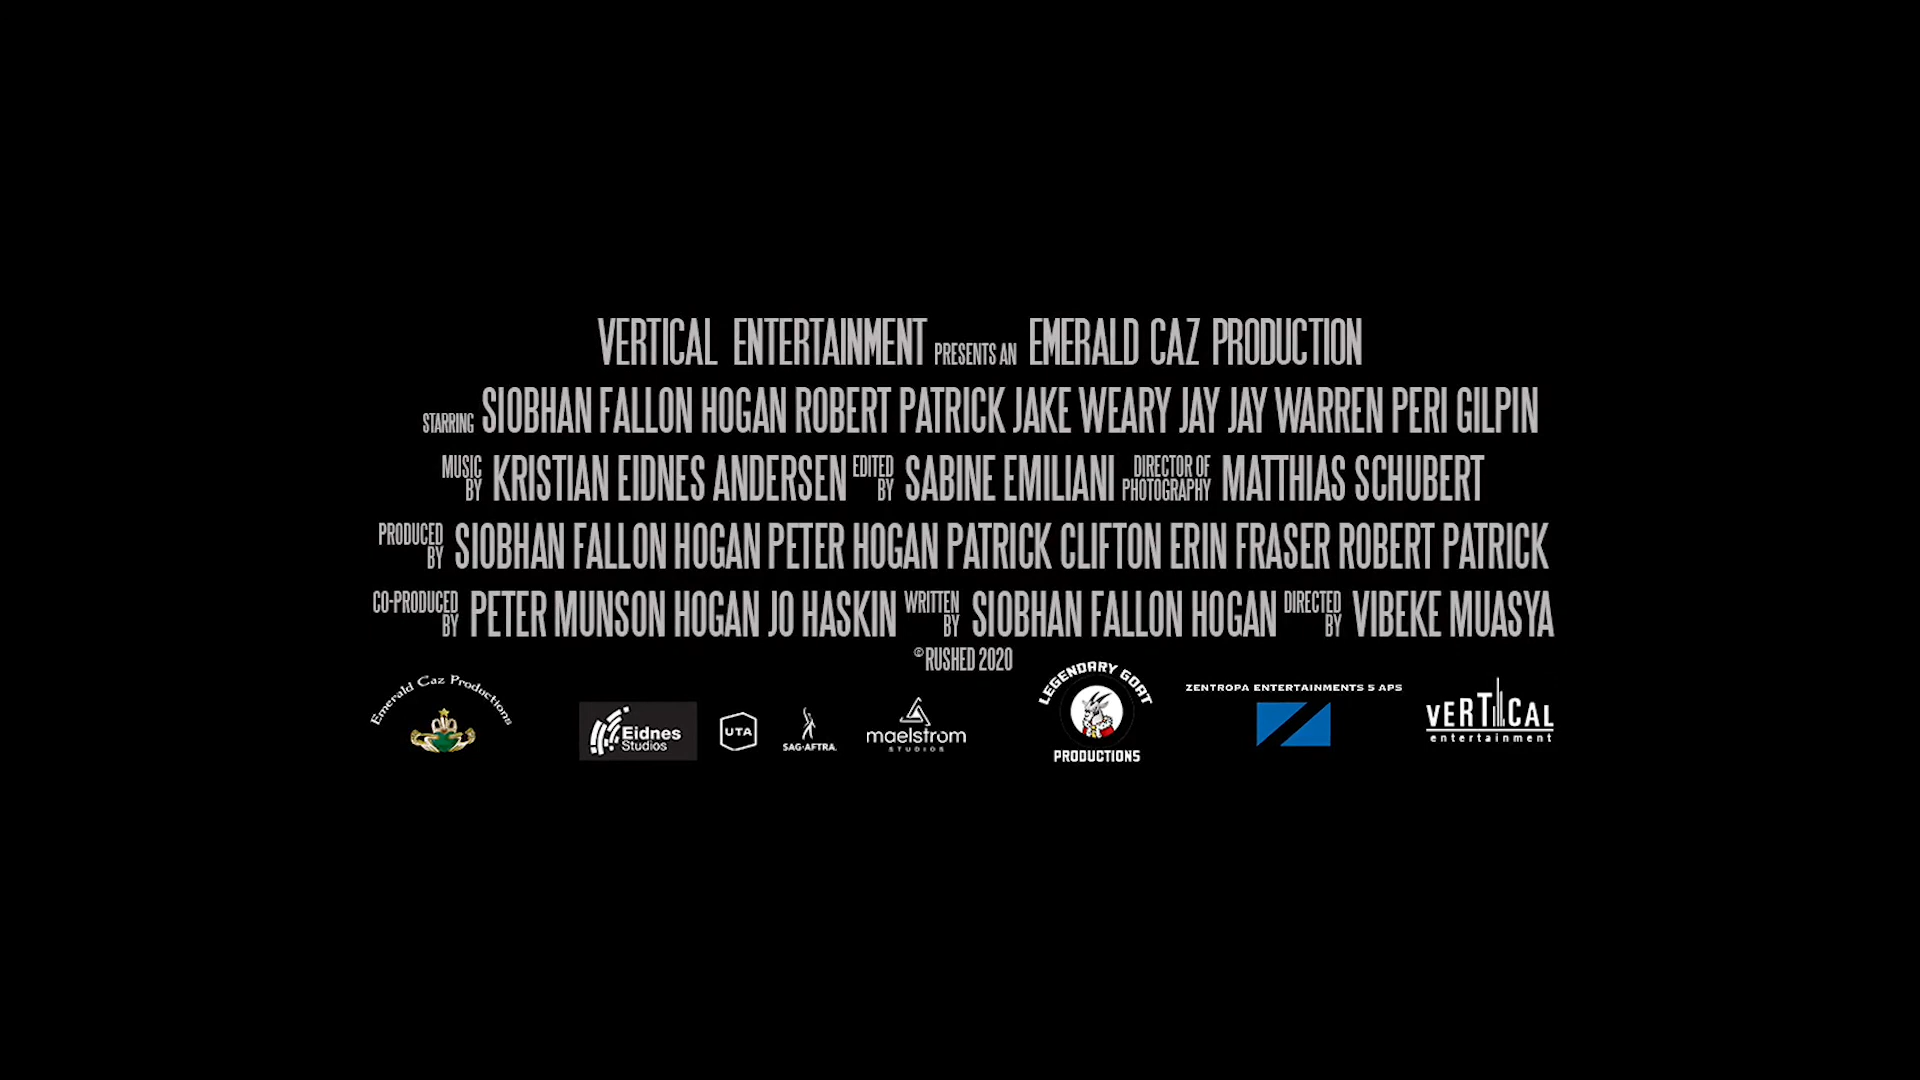 VERTICAL ENTERTAINMENT PRESENTS AN EMERALD CAZ PRODUCTION
STARRING SIOBHAN FALLON HOGAN ROBERT PATRICK JAKE WEARY JAY JAY WARREN PERI GILPIN
MUSIC BY KRISTIAN EIDNES ANDERSEN EDITED BY SABINE EMILIANI DIRECTOR OF PHOTOGRAPHY MATTHIAS SCHUBERT
PRODUCED BY SIOBHAN FALLON HOGAN PETER HOGAN PATRICK CLIFTON ERIN FRASER ROBERT PATRICK
CO-PRODUCED BY PETER MUNSON HOGAN JO HASKIN WRITTEN BY SIOBHAN FALLON HOGAN DIRECTED BY VIBEKE MUASYA
© RUSHED 2020
Emerald Caz Productions
Eidnes
Studios
UTA
SAG·AFTRA.
maelstrom
STUDIOS
LEGENDARY GOAT
PRODUCTIONS
ZENTROPA ENTERTAINMENTS 5 APS
VERTICAL
entertainment